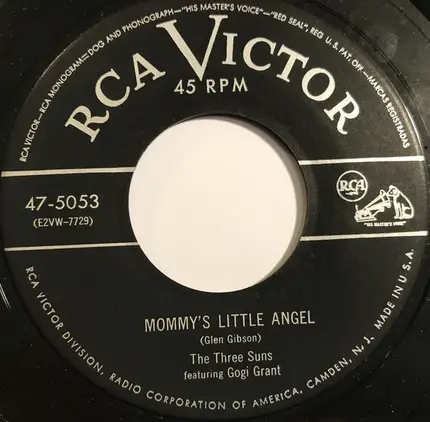 RCA VICTOR—RCA MONOGRAM—DOG AND PHONOGRAPH—"HIS MASTER'S VOICE"—"RED SEAL", REG. U.S. PAT. OFF.—MARCAS REGISTRADAS
RCA VICTOR
45 RPM
47-5053
(E2VW-7729)
RCA
"HIS MASTER'S VOICE"
MOMMY'S LITTLE ANGEL
(Glen Gibson)
The Three Suns
featuring Gogi Grant
RCA VICTOR DIVISION, RADIO CORPORATION OF AMERICA, CAMDEN, N. J. MADE IN U.S.A.